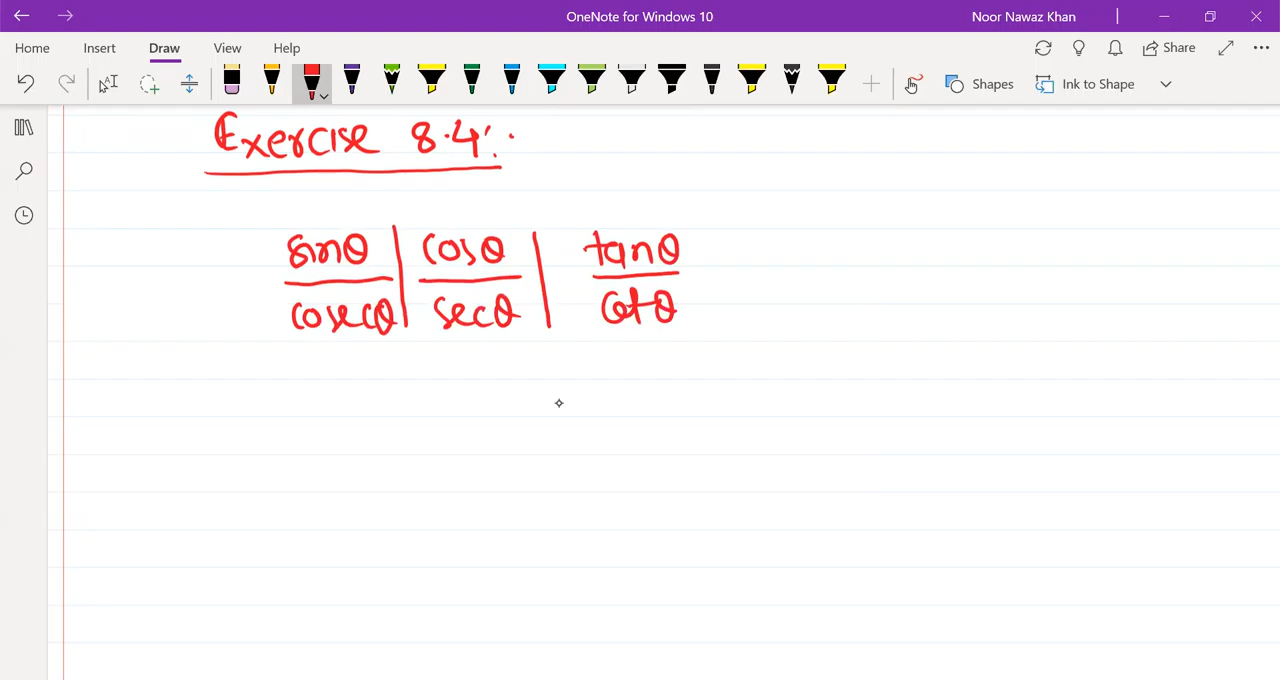 OneNote for Windows 10
Noor Nawaz Khan
Home Insert Draw View Help
Share
Shapes
Ink to Shape
Exercise 8.4:
sinθ | cosθ | tanθ
cosecθ | secθ | cotθ